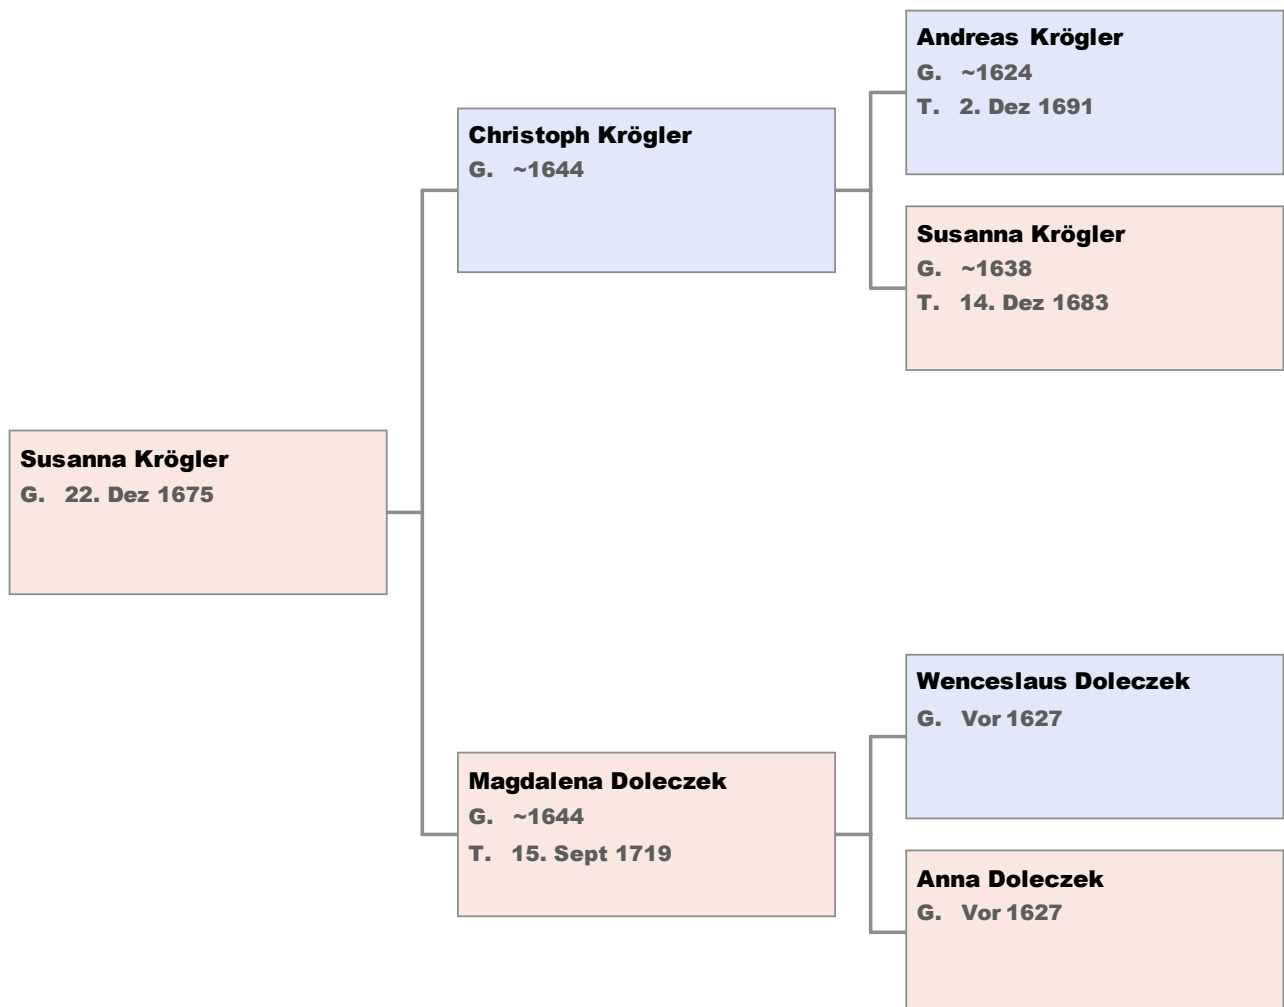 Andreas Krögler
G. ~1624
T. 2. Dez 1691
Christoph Krögler
G. ~1644
Susanna Krögler
G. ~1638
T. 14. Dez 1683
Susanna Krögler
G. 22. Dez 1675
Wenceslaus Doleczek
G. Vor 1627
Magdalena Doleczek
G. ~1644
T. 15. Sept 1719
Anna Doleczek
G. Vor 1627